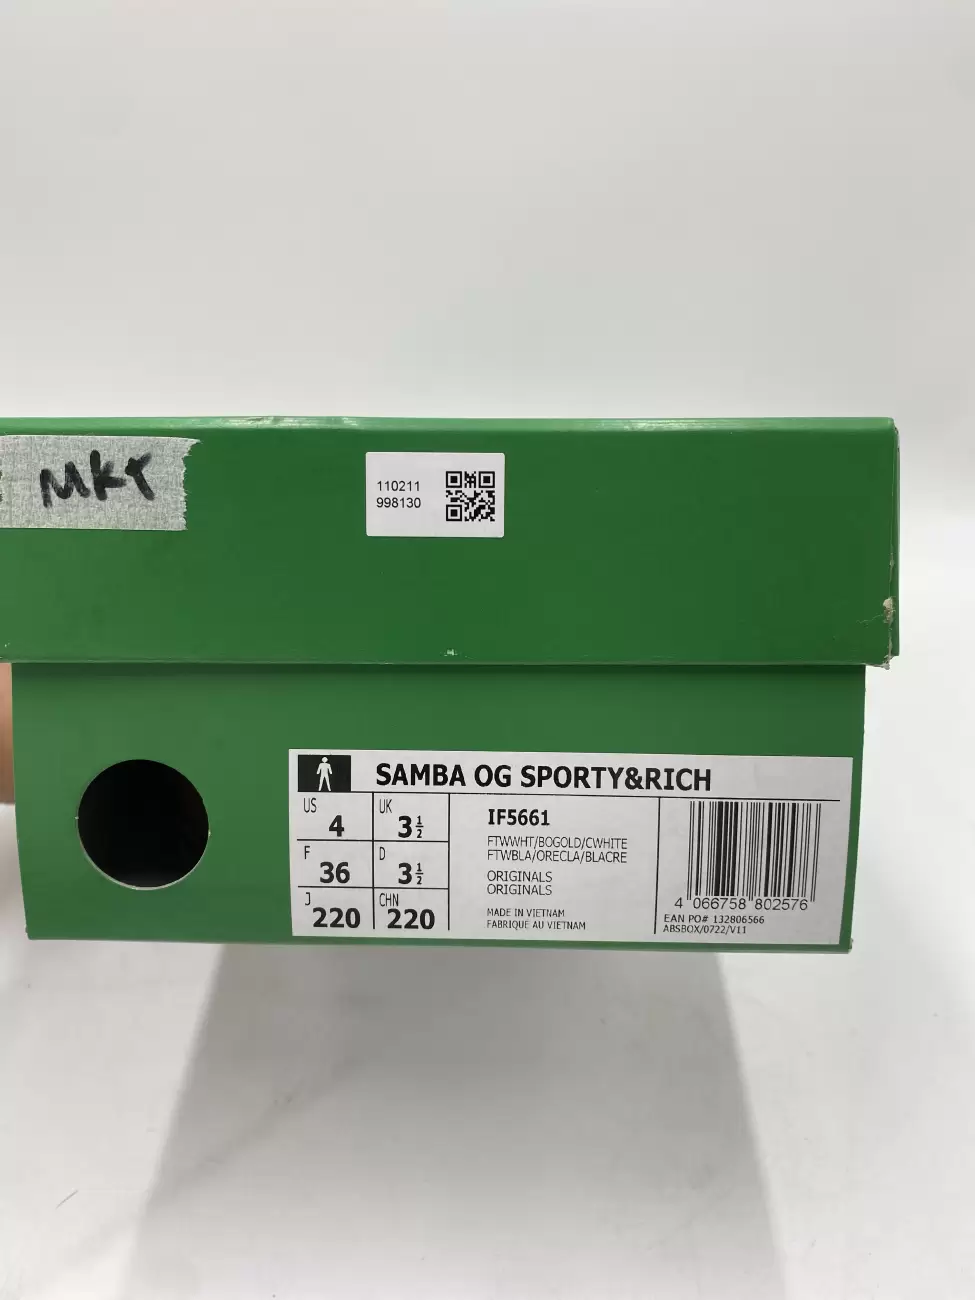 MKT
110211
998130
SAMBA OG SPORTY&RICH
US
4
UK
3½
F
36
D
3½
J
220
CHN
220
IF5661
FTWWHT/BOGOLD/CWHITE
FTWBLA/ORECLA/BLACRE
ORIGINALS
ORIGINALS
MADE IN VIETNAM
FABRIQUE AU VIETNAM
4 066758 802576
EAN PO# 132806566
ABSBOX/0722/V11